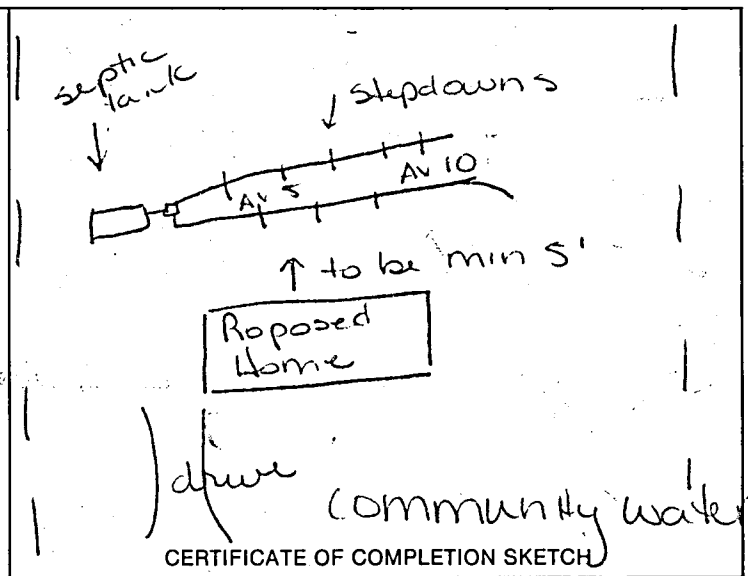 septic
tank
stepdowns
Av 5
Av 10
to be min 5'
Roposed
Home
drive
Community water
CERTIFICATE OF COMPLETION SKETCH